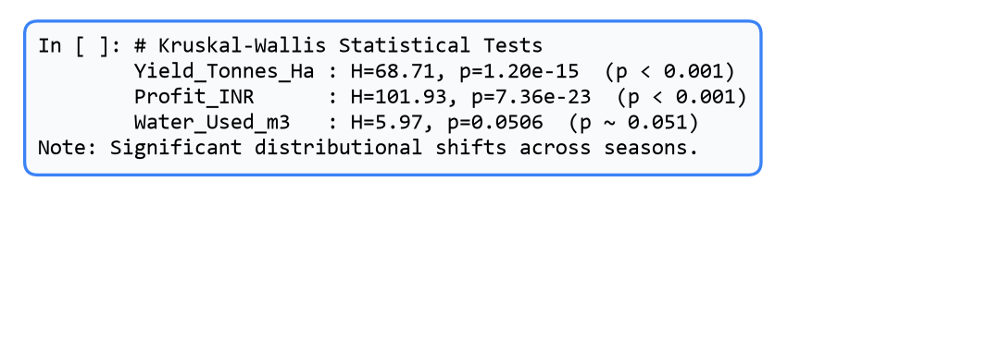 In [ ]: # Kruskal-Wallis Statistical Tests
Yield_Tonnes_Ha : H=68.71, p=1.20e-15  (p < 0.001)
Profit_INR      : H=101.93, p=7.36e-23  (p < 0.001)
Water_Used_m3   : H=5.97, p=0.0506  (p ~ 0.051)
Note: Significant distributional shifts across seasons.